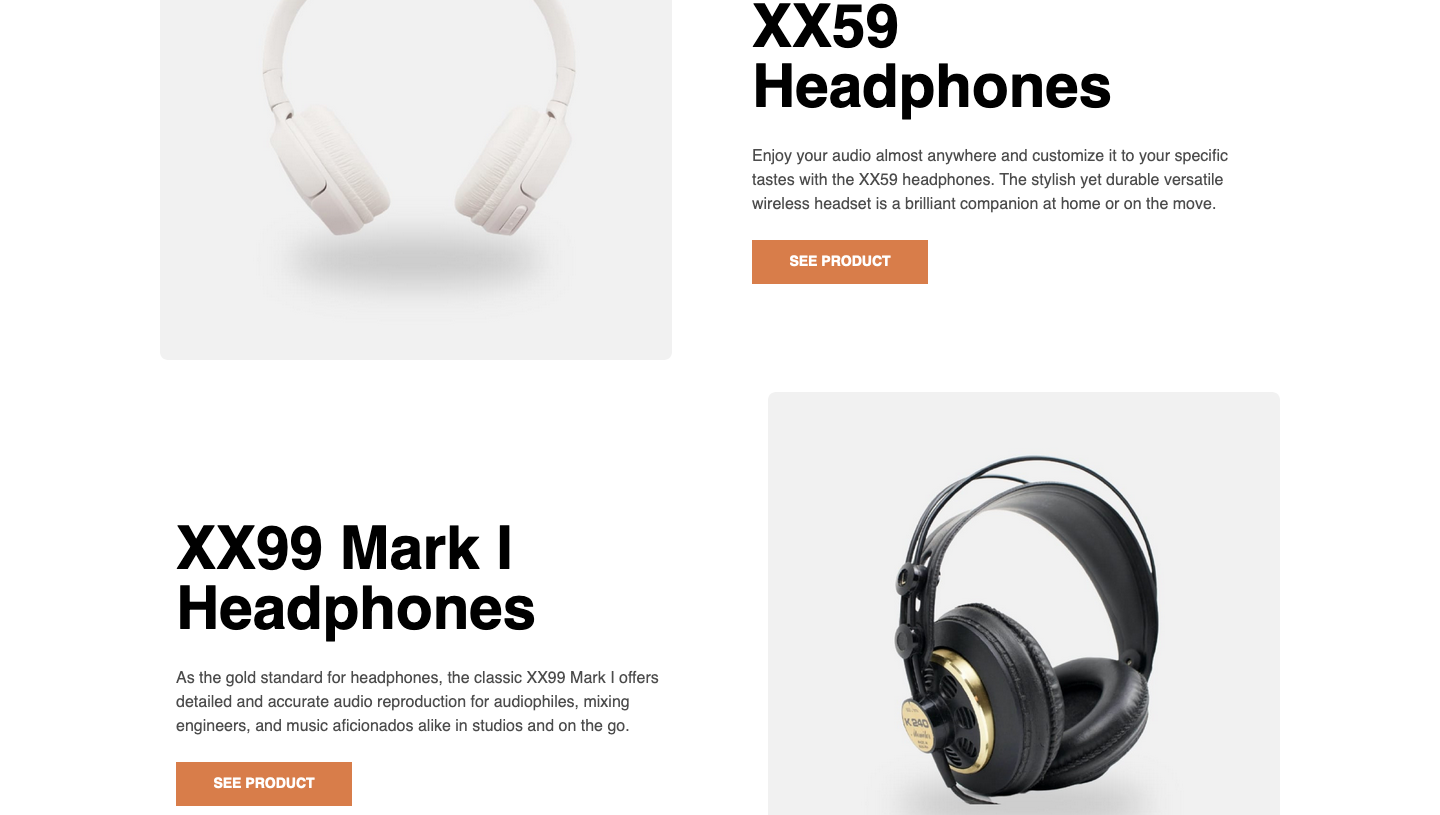 XX59
Headphones
Enjoy your audio almost anywhere and customize it to your specific
tastes with the XX59 headphones. The stylish yet durable versatile
wireless headset is a brilliant companion at home or on the move.
SEE PRODUCT
XX99 Mark I
Headphones
As the gold standard for headphones, the classic XX99 Mark I offers
detailed and accurate audio reproduction for audiophiles, mixing
engineers, and music aficionados alike in studios and on the go.
SEE PRODUCT
K 240